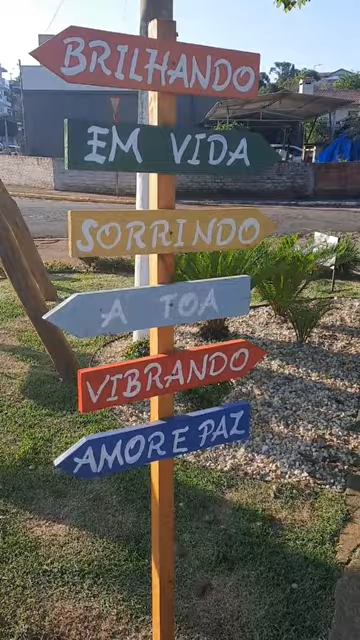 BRILHANDO
EM VIDA
SORRINDO
A TOA
VIBRANDO
AMOR E PAZ